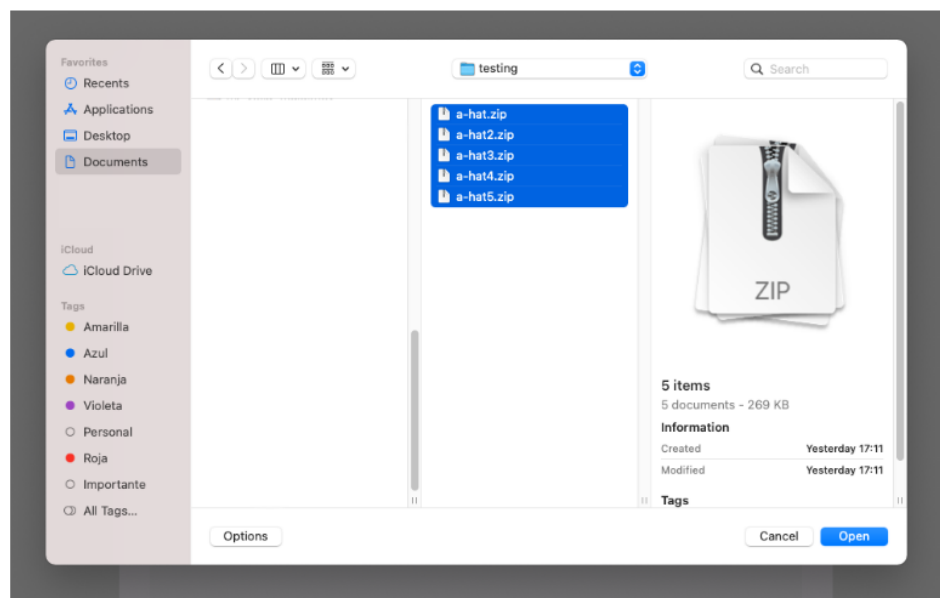 Favorites
Recents
Applications
Desktop
Documents
iCloud
iCloud Drive
Tags
Amarilla
Azul
Naranja
Violeta
Personal
Roja
Importante
All Tags...
testing
Search
a-hat.zip
a-hat2.zip
a-hat3.zip
a-hat4.zip
a-hat5.zip
ZIP
5 items
5 documents - 269 KB
Information
Created Yesterday 17:11
Modified Yesterday 17:11
Tags
Options
Cancel
Open